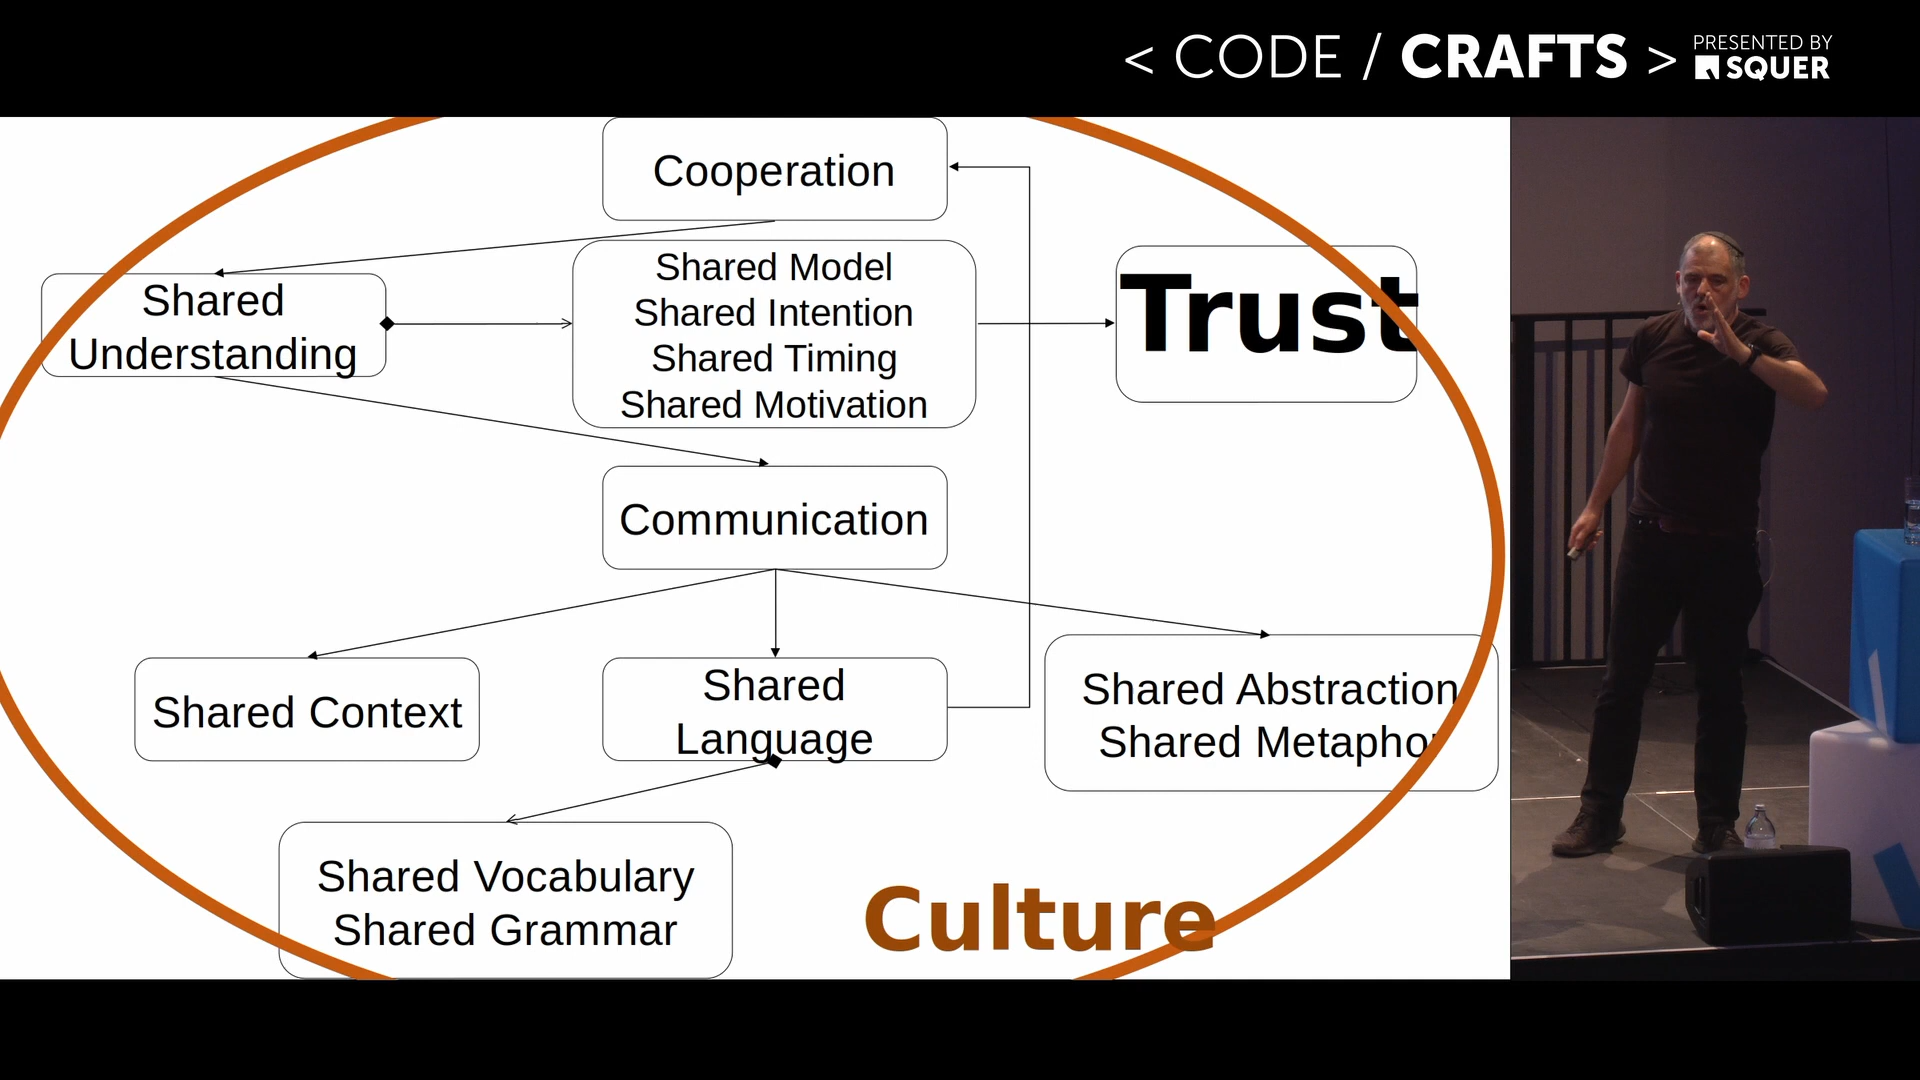 < CODE / CRAFTS >
PRESENTED BY
SQUER
Cooperation
Shared
Understanding
Shared Model
Shared Intention
Shared Timing
Shared Motivation
Trust
Communication
Shared Context
Shared
Language
Shared Abstraction
Shared Metaphor
Shared Vocabulary
Shared Grammar
Culture